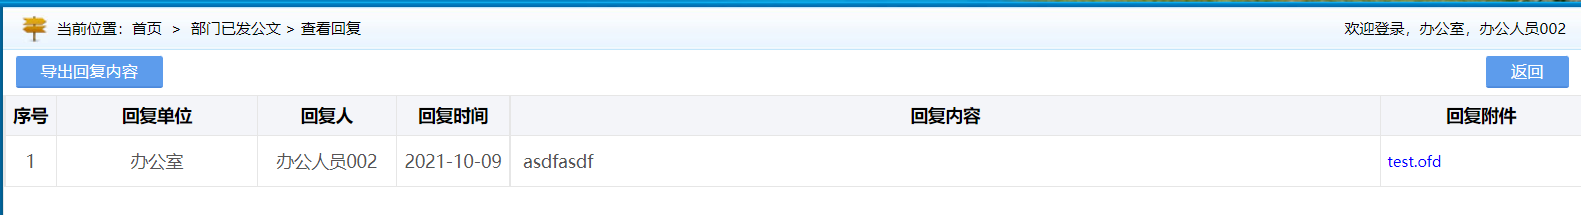 当前位置：首页 > 部门已发公文 > 查看回复
欢迎登录，办公室，办公人员002
导出回复内容
返回
序号 回复单位 回复人 回复时间 回复内容 回复附件
1 办公室 办公人员002 2021-10-09 asdfasdf test.ofd